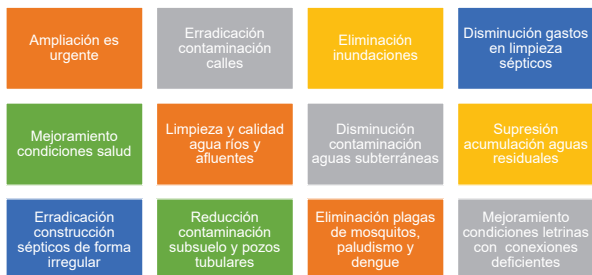 Ampliación es
urgente
Erradicación
contaminación
calles
Eliminación
inundaciones
Disminución gastos
en limpieza
sépticos
Mejoramiento
condiciones salud
Limpieza y calidad
agua ríos y
afluentes
Disminución
contaminación
aguas subterráneas
Supresión
acumulación aguas
residuales
Erradicación
construcción
sépticos de forma
irregular
Reducción
contaminación
subsuelo y pozos
tubulares
Eliminación plagas
de mosquitos,
paludismo y
dengue
Mejoramiento
condiciones letrinas
con conexiones
deficientes